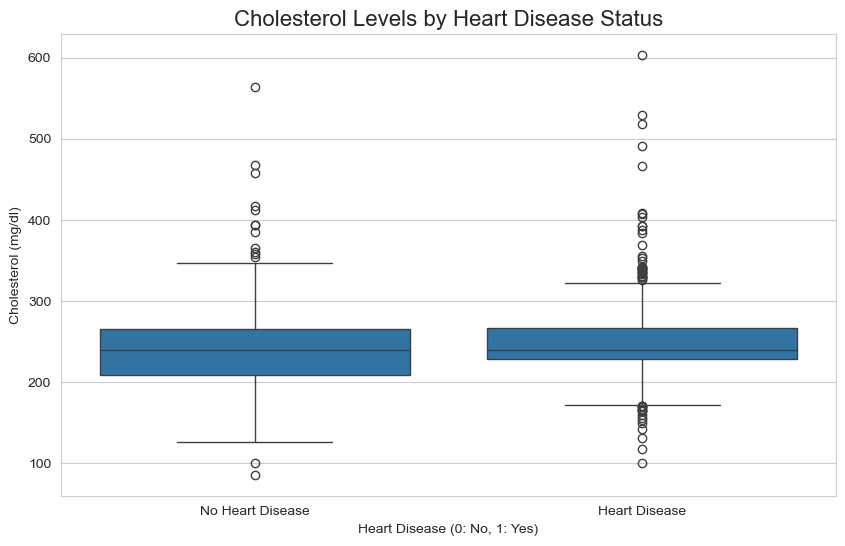 Cholesterol Levels by Heart Disease Status
600
500
400
300
200
100
Cholesterol (mg/dl)
No Heart Disease
Heart Disease
Heart Disease (0: No, 1: Yes)